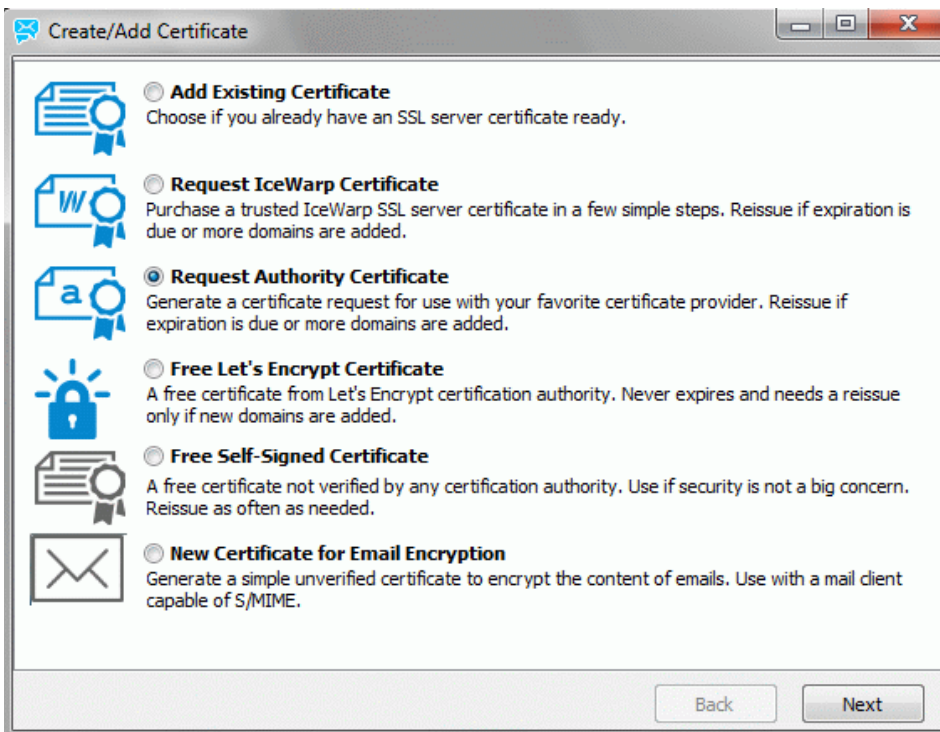 Create/Add Certificate
Add Existing Certificate
Choose if you already have an SSL server certificate ready.
W
Request IceWarp Certificate
Purchase a trusted IceWarp SSL server certificate in a few simple steps. Reissue if expiration is
due or more domains are added.
a
Request Authority Certificate
Generate a certificate request for use with your favorite certificate provider. Reissue if
expiration is due or more domains are added.
Free Let's Encrypt Certificate
A free certificate from Let's Encrypt certification authority. Never expires and needs a reissue
only if new domains are added.
Free Self-Signed Certificate
A free certificate not verified by any certification authority. Use if security is not a big concern.
Reissue as often as needed.
New Certificate for Email Encryption
Generate a simple unverified certificate to encrypt the content of emails. Use with a mail client
capable of S/MIME.
Back
Next